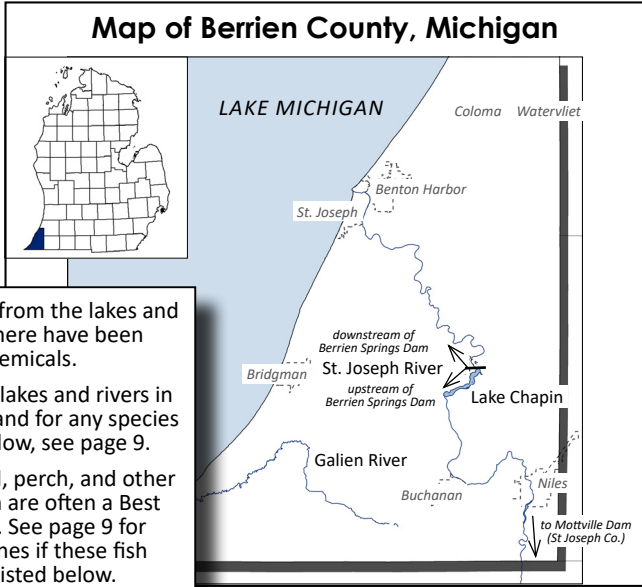 Map of Berrien County, Michigan
LAKE MICHIGAN
Coloma
Watervliet
Benton Harbor
St. Joseph
downstream of
Berrien Springs Dam
St. Joseph River
upstream of
Berrien Springs Dam
Lake Chapin
Bridgman
Galien River
Buchanan
Niles
to Mottville Dam
(St Joseph Co.)
from the lakes and
here have been
emicals.
lakes and rivers in
and for any species
low, see page 9.
l, perch, and other
n are often a Best
. See page 9 for
nes if these fish
listed below.